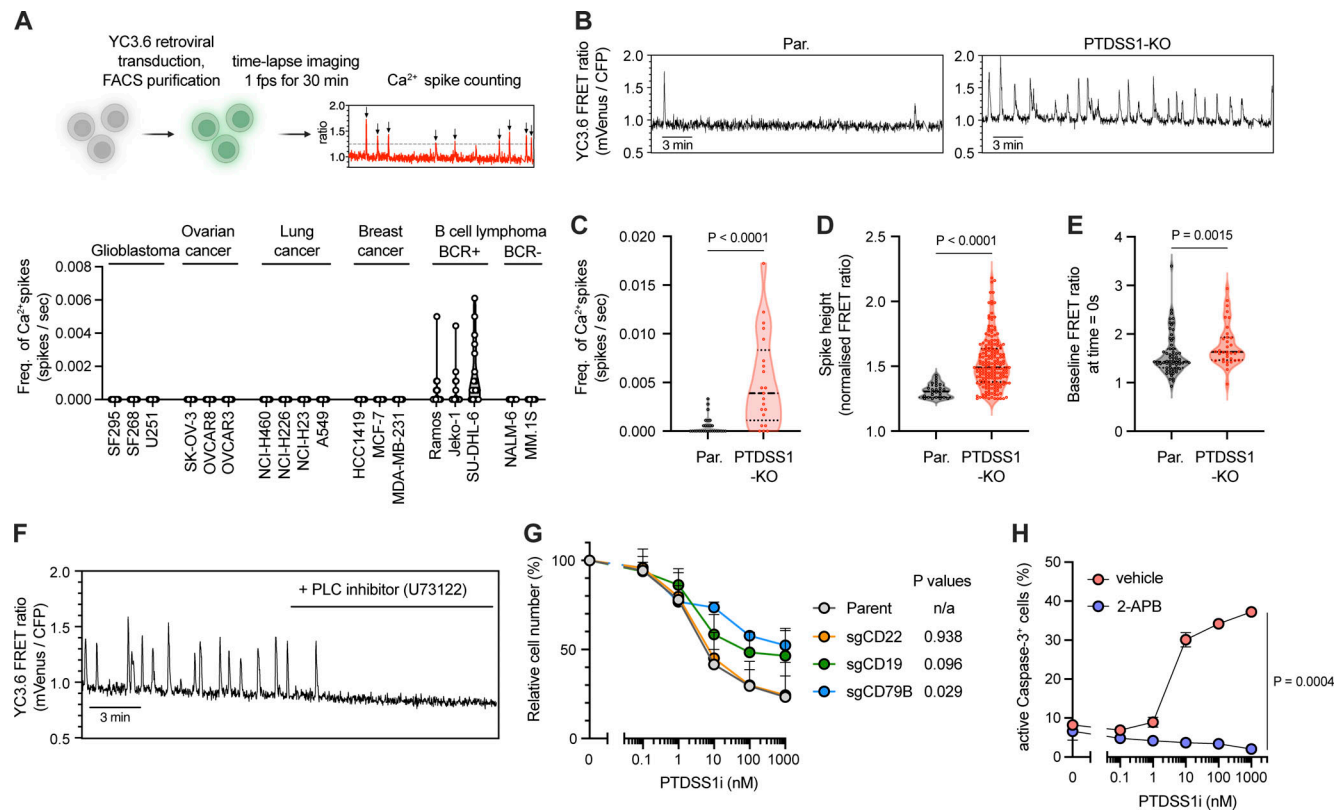 A
YC3.6 retroviral
transduction,
FACS purification
time-lapse imaging
1 fps for 30 min
Ca²⁺ spike counting
ratio
2.0
1.5
1.0
Glioblastoma
Ovarian
cancer
Lung
cancer
Breast
cancer
B cell lymphoma
BCR+ BCR-
Freq. of Ca²⁺spikes
(spikes / sec)
0.008
0.006
0.004
0.002
0.000
SF295
SF268
U251
SK-OV-3
OVCAR8
OVCAR3
NCI-H460
NCI-H226
NCI-H23
A549
HCC1419
MCF-7
MDA-MB-231
Ramos
Jeko-1
SU-DHL-6
NALM-6
MM.1S
B
Par.
PTDSS1-KO
YC3.6 FRET ratio
(mVenus / CFP)
2.0
1.5
1.0
0.5
3 min
2.0
1.5
1.0
0.5
3 min
C
P < 0.0001
Freq. of Ca²⁺spikes
(spikes / sec)
0.020
0.015
0.010
0.005
0.000
Par. PTDSS1
-KO
D
P < 0.0001
Spike height
(normalised FRET ratio)
2.5
2.0
1.5
1.0
Par. PTDSS1
-KO
E
P = 0.0015
Baseline FRET ratio
at time = 0s
4
3
2
1
0
Par. PTDSS1
-KO
F
YC3.6 FRET ratio
(mVenus / CFP)
2.0
1.5
1.0
0.5
+ PLC inhibitor (U73122)
3 min
G
Relative cell number (%)
100
50
0
0 0.1 1 10 100 1000
PTDSS1i (nM)
P values
Parent n/a
sgCD22 0.938
sgCD19 0.096
sgCD79B 0.029
H
active Caspase-3⁺ cells (%)
50
40
30
20
10
0
vehicle
2-APB
P = 0.0004
0 0.1 1 10 100 1000
PTDSS1i (nM)